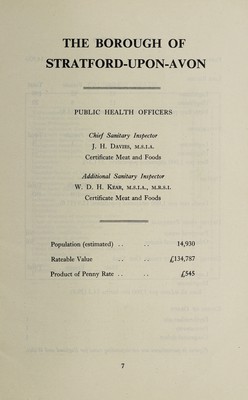 THE BOROUGH OF
STRATFORD-UPON-AVON
PUBLIC HEALTH OFFICERS
Chief Sanitary Inspector
J. H. DAVIES, M.S.I.A.
Certificate Meat and Foods
Additional Sanitary Inspector
W. D. H. KEAR, M.S.I.A., M.R.S.I.
Certificate Meat and Foods
Population (estimated) .. .. 14,930
Rateable Value .. .. £134,787
Product of Penny Rate .. .. £545
7